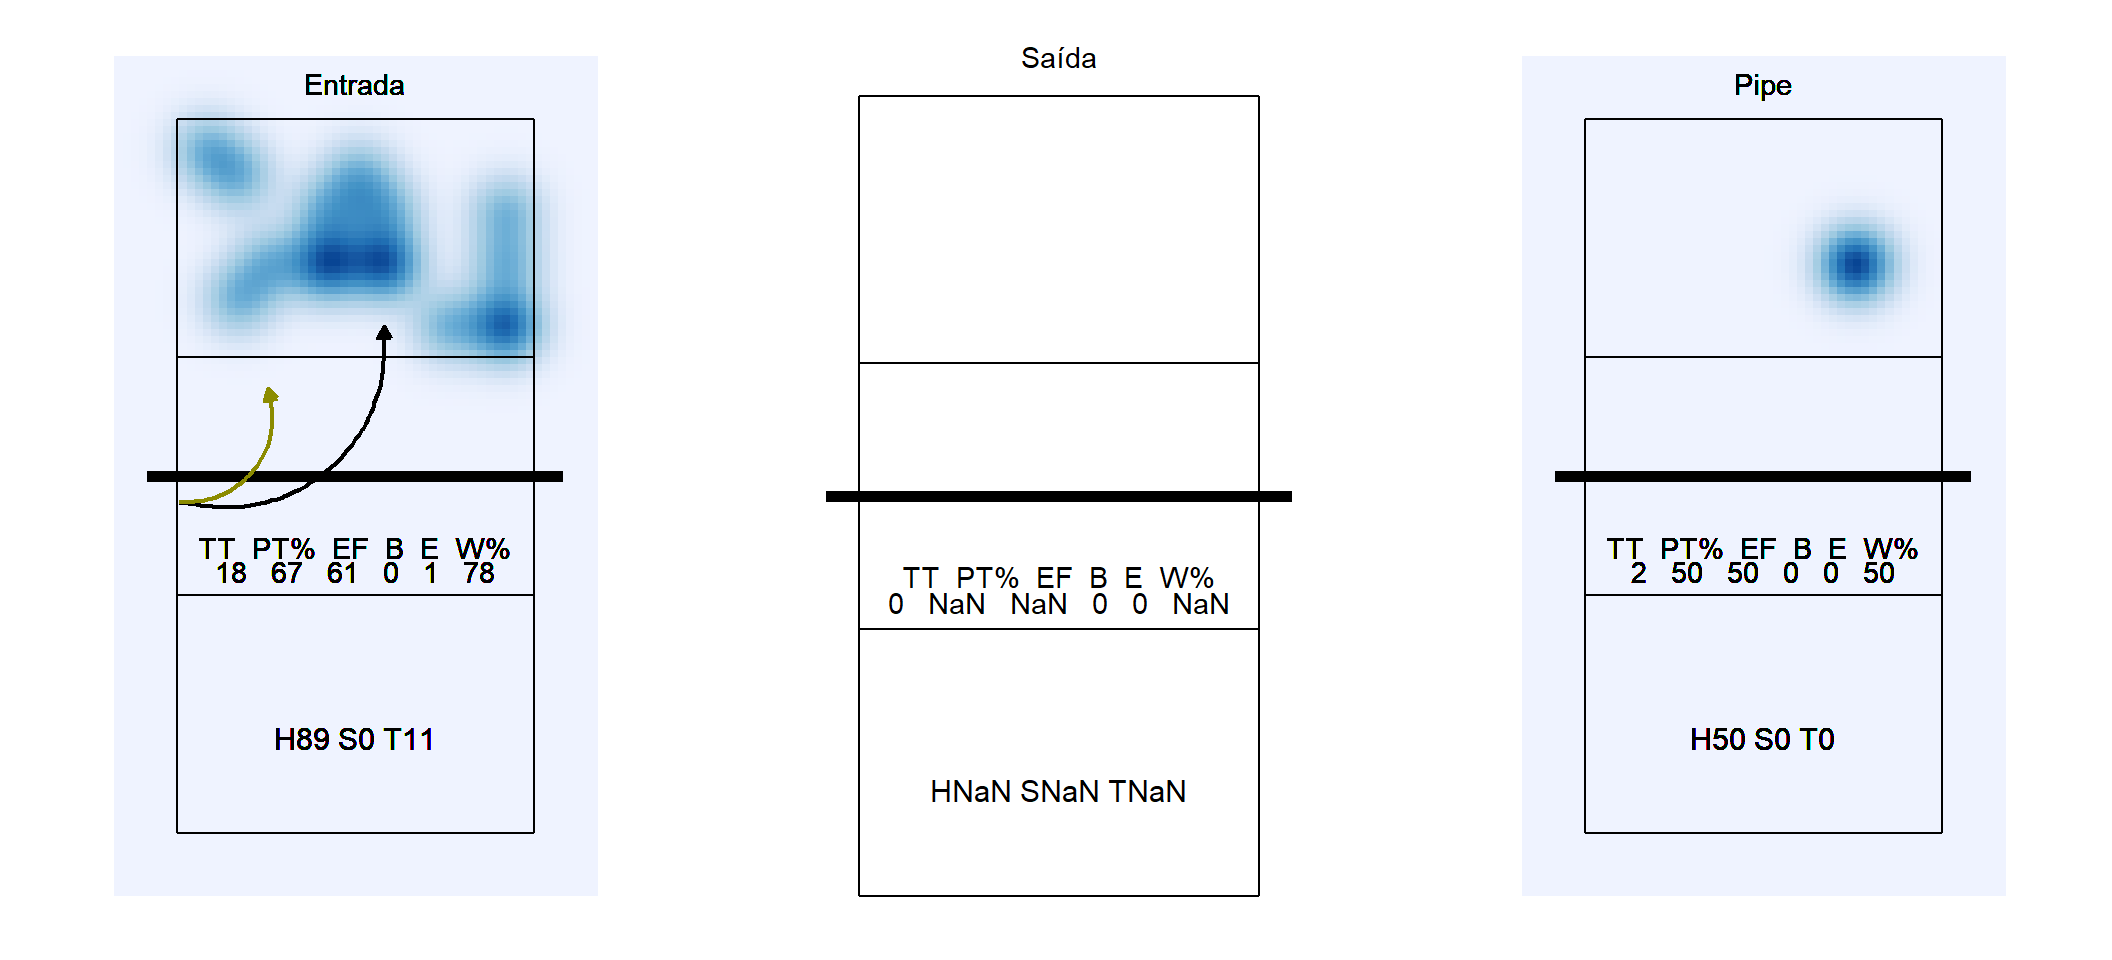 Entrada
TT PT% EF B E W%
18 67 61 0 1 78
H89 S0 T11
Saída
TT PT% EF B E W%
0 NaN NaN 0 0 NaN
HNaN SNaN TNaN
Pipe
TT PT% EF B E W%
2 50 50 0 0 50
H50 S0 T0